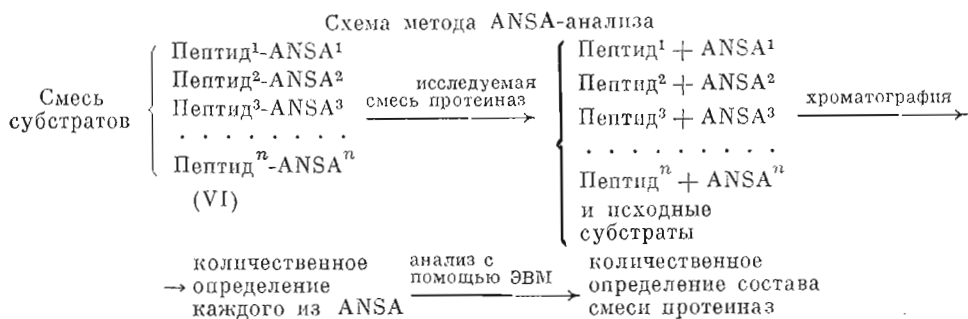 Схема метода ANSA-анализа
Смесь
субстратов
Пептид¹-ANSA¹
Пептид²-ANSA²
Пептид³-ANSA³
. . . . . . . .
Пептидⁿ-ANSAⁿ
(VI)
исследуемая
смесь протеиназ
Пептид¹ + ANSA¹
Пептид² + ANSA²
Пептид³ + ANSA³
. . . . . . . . .
Пептидⁿ + ANSAⁿ
и исходные
субстраты
хроматография
количественное
→ определение
каждого из ANSA
анализ с
помощью ЭВМ
количественное
определение состава
смеси протеиназ